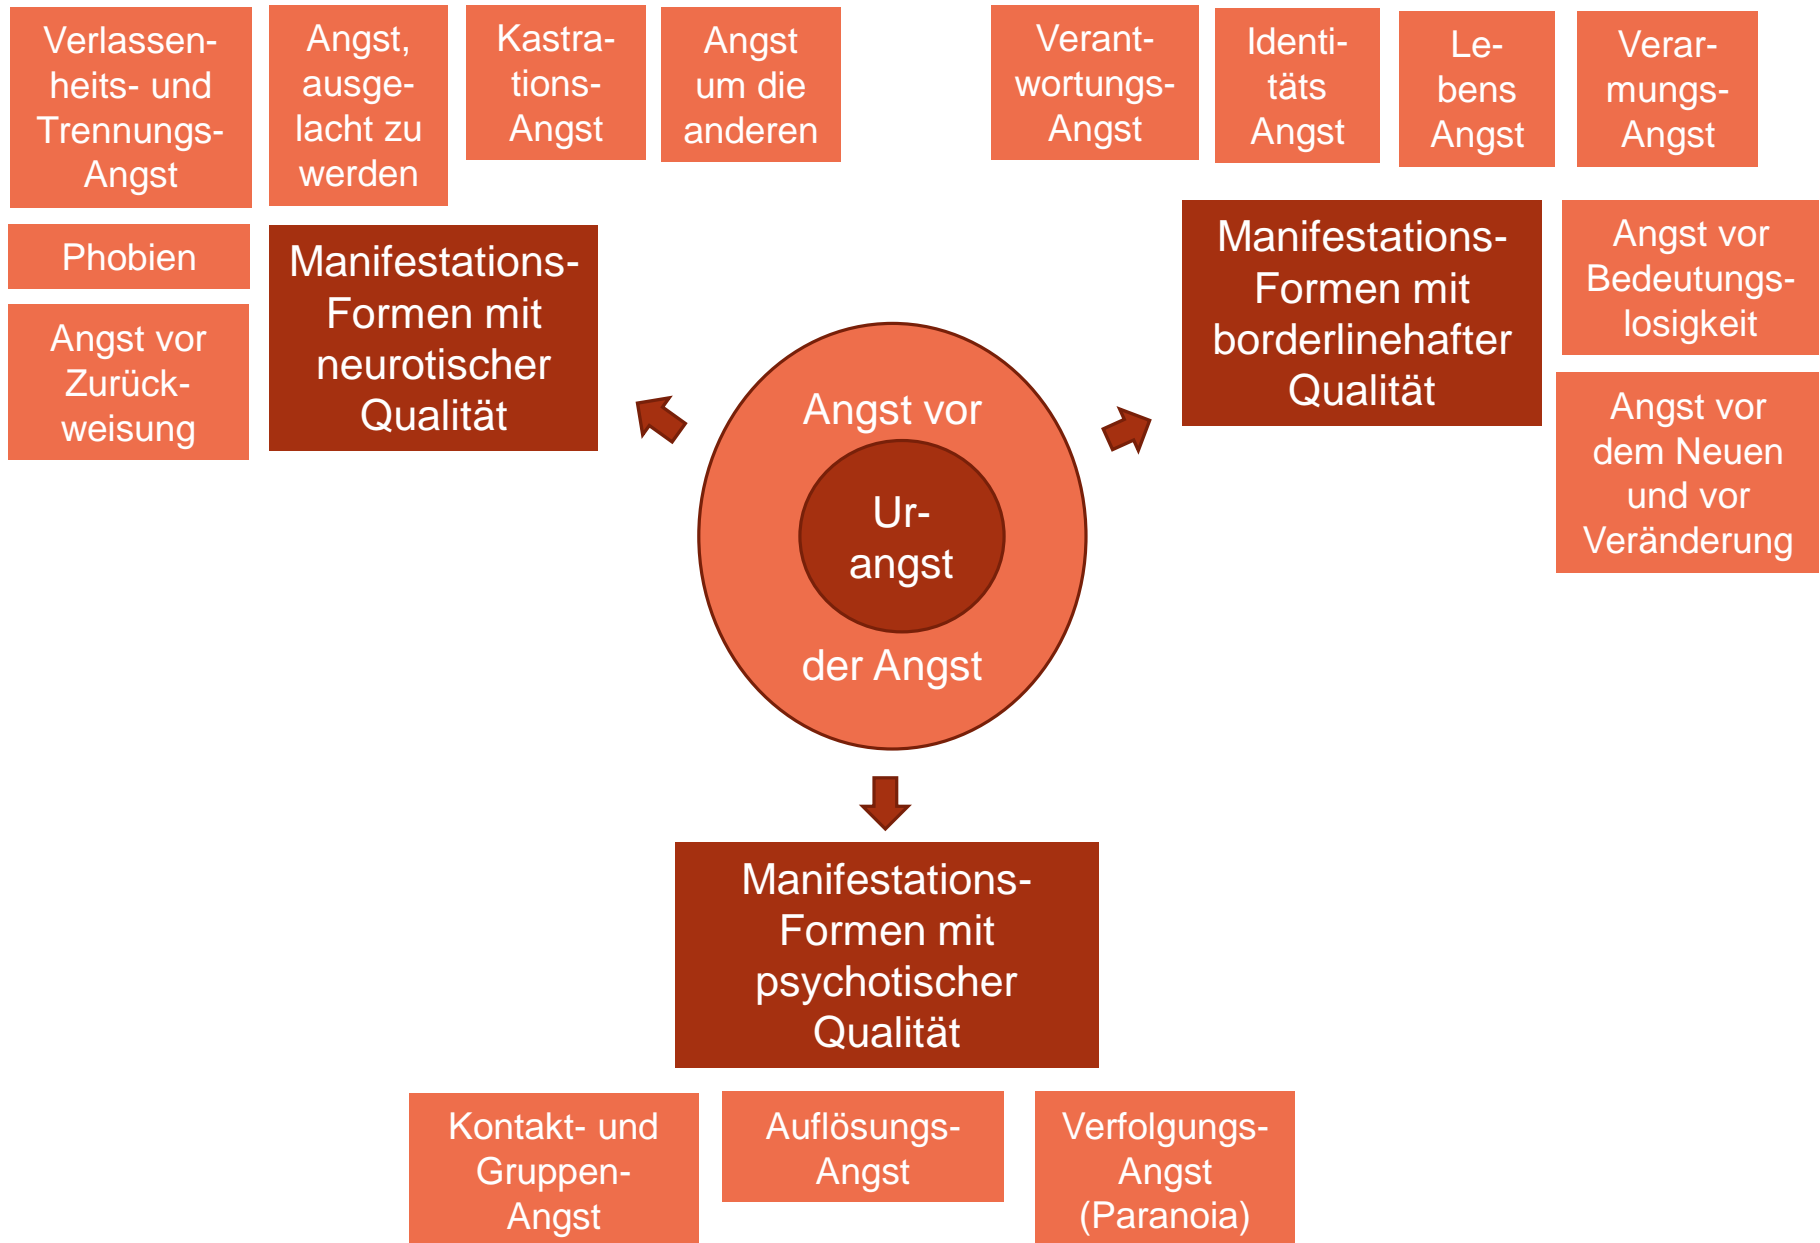 Verlassen-
heits- und
Trennungs-
Angst
Angst,
ausge-
lacht zu
werden
Kastra-
tions-
Angst
Angst
um die
anderen
Phobien
Angst vor
Zurück-
weisung
Manifestations-
Formen mit
neurotischer
Qualität
Verant-
wortungs-
Angst
Identi-
täts
Angst
Le-
bens
Angst
Verar-
mungs-
Angst
Manifestations-
Formen mit
borderlinehafter
Qualität
Angst vor
Bedeutungs-
losigkeit
Angst vor
dem Neuen
und vor
Veränderung
Angst vor
Ur-
angst
der Angst
Manifestations-
Formen mit
psychotischer
Qualität
Kontakt- und
Gruppen-
Angst
Auflösungs-
Angst
Verfolgungs-
Angst
(Paranoia)